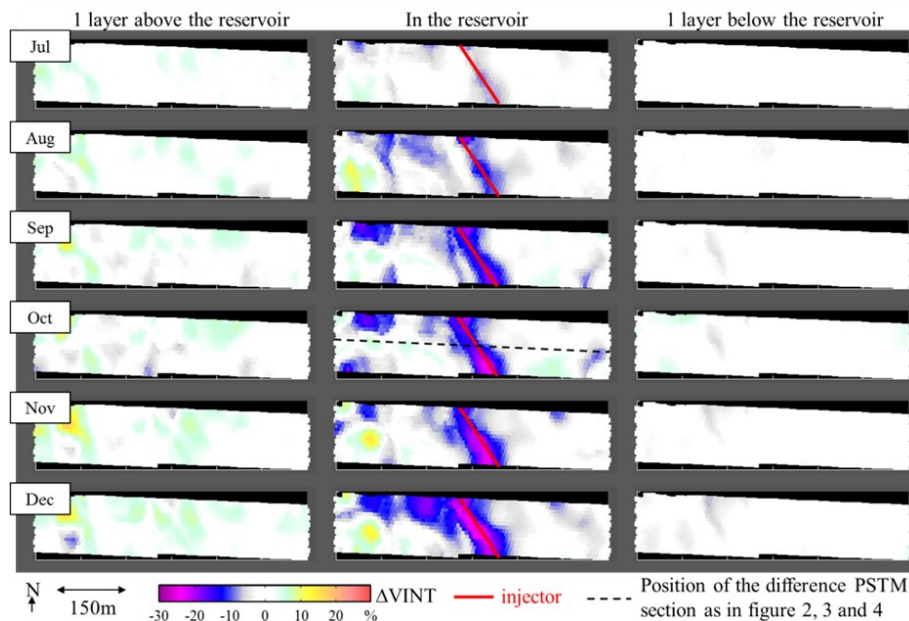 1 layer above the reservoir
In the reservoir
1 layer below the reservoir
Jul
Aug
Sep
Oct
Nov
Dec
N
150m
-30 -20 -10 0 10 20 %
ΔVINT
injector
Position of the difference PSTM
section as in figure 2, 3 and 4